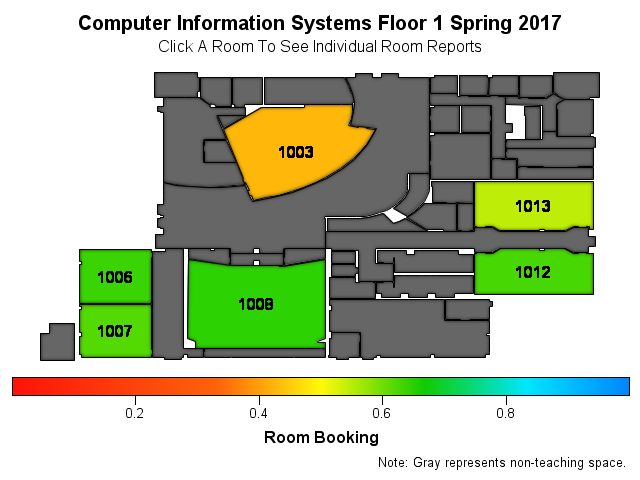 Computer Information Systems Floor 1 Spring 2017
Click A Room To See Individual Room Reports
1003
1013
1006
1012
1008
1007
0.2 0.4 0.6 0.8
Room Booking
Note: Gray represents non-teaching space.